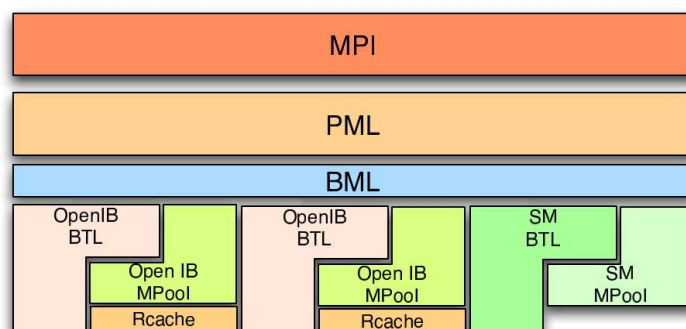 MPI
PML
BML
OpenIB
BTL
Open IB
MPool
Rcache
OpenIB
BTL
Open IB
MPool
Rcache
SM
BTL
SM
MPool